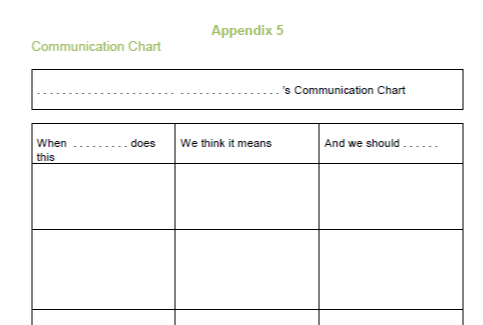 Appendix 5
Communication Chart
. . . . . . . . . . . . . . . . . . . . . . . . . . . . . . . . . . . . . . 's Communication Chart
When . . . . . . . . . does
this
We think it means
And we should . . . . . .